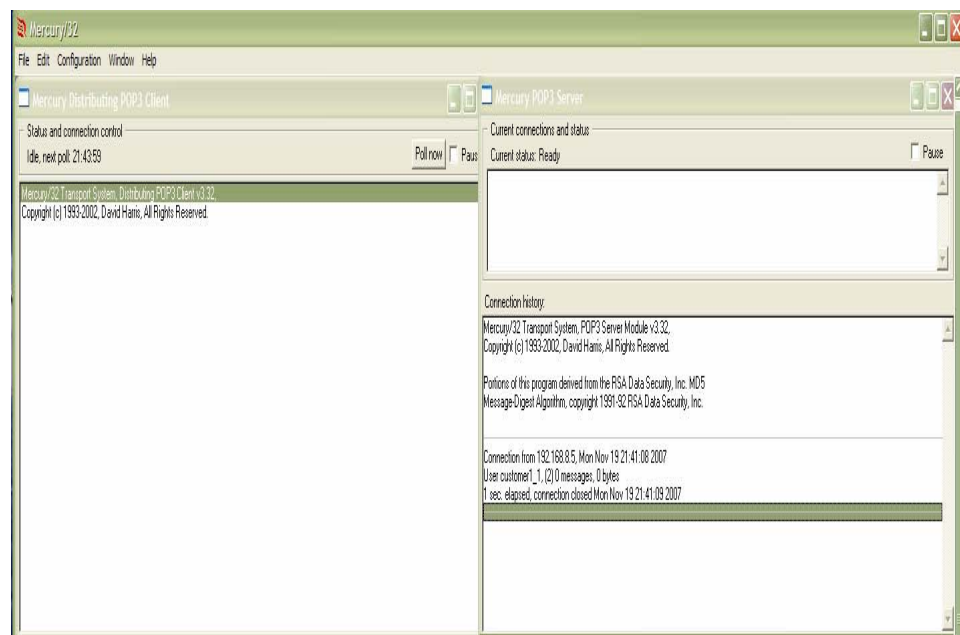 Mercury/32
File Edit Configuration Window Help
Mercury Distributing POP3 Client
Status and connection control
Idle, next poll: 21:43:59
Poll now
Paus
Mercury/32 Transport System, Distributing POP3 Client v3.32,
Copyright (c) 1993-2002, David Harris, All Rights Reserved.
Mercury POP3 Server
Current connections and status
Current status: Ready
Pause
Connection history:
Mercury/32 Transport System, POP3 Server Module v3.32,
Copyright (c) 1993-2002, David Harris, All Rights Reserved.
Portions of this program derived from the RSA Data Security, Inc. MD5
Message-Digest Algorithm, copyright 1991-92 RSA Data Security, Inc.
Connection from 192.168.8.5, Mon Nov 19 21:41:08 2007
User customer1_1, (2) 0 messages, 0 bytes
1 sec. elapsed, connection closed Mon Nov 19 21:41:09 2007